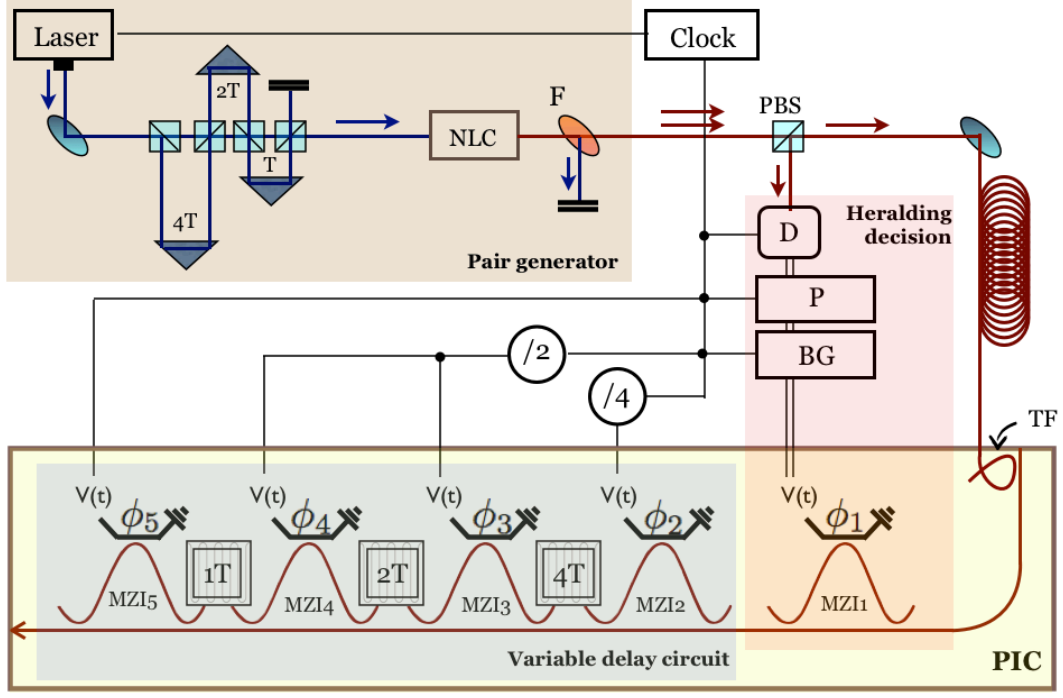 Laser
Clock
2T
F
PBS
NLC
T
4T
Pair generator
D
Heralding
decision
P
/2
BG
/4
TF
V(t)
V(t)
V(t)
V(t)
V(t)
ϕ5
ϕ4
ϕ3
ϕ2
ϕ1
1T
2T
4T
MZI5
MZI4
MZI3
MZI2
MZI1
Variable delay circuit
PIC